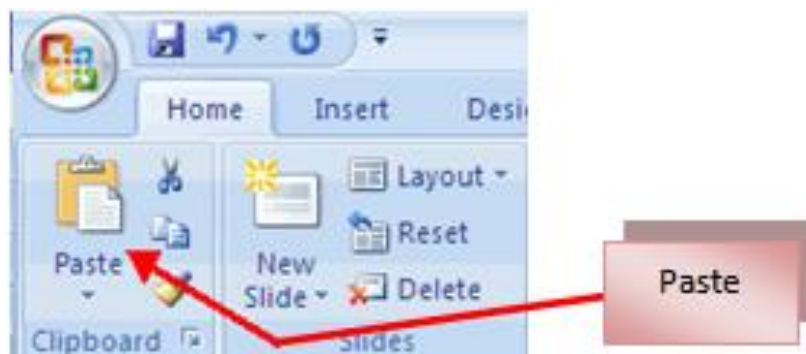 Home Insert Desi
Layout
Reset
Paste New
Slide Delete
Clipboard Slides
Paste